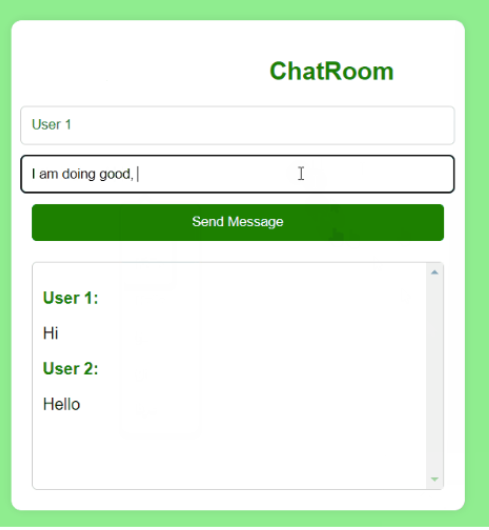 ChatRoom
User 1
I am doing good,
Send Message
User 1:
Hi
User 2:
Hello